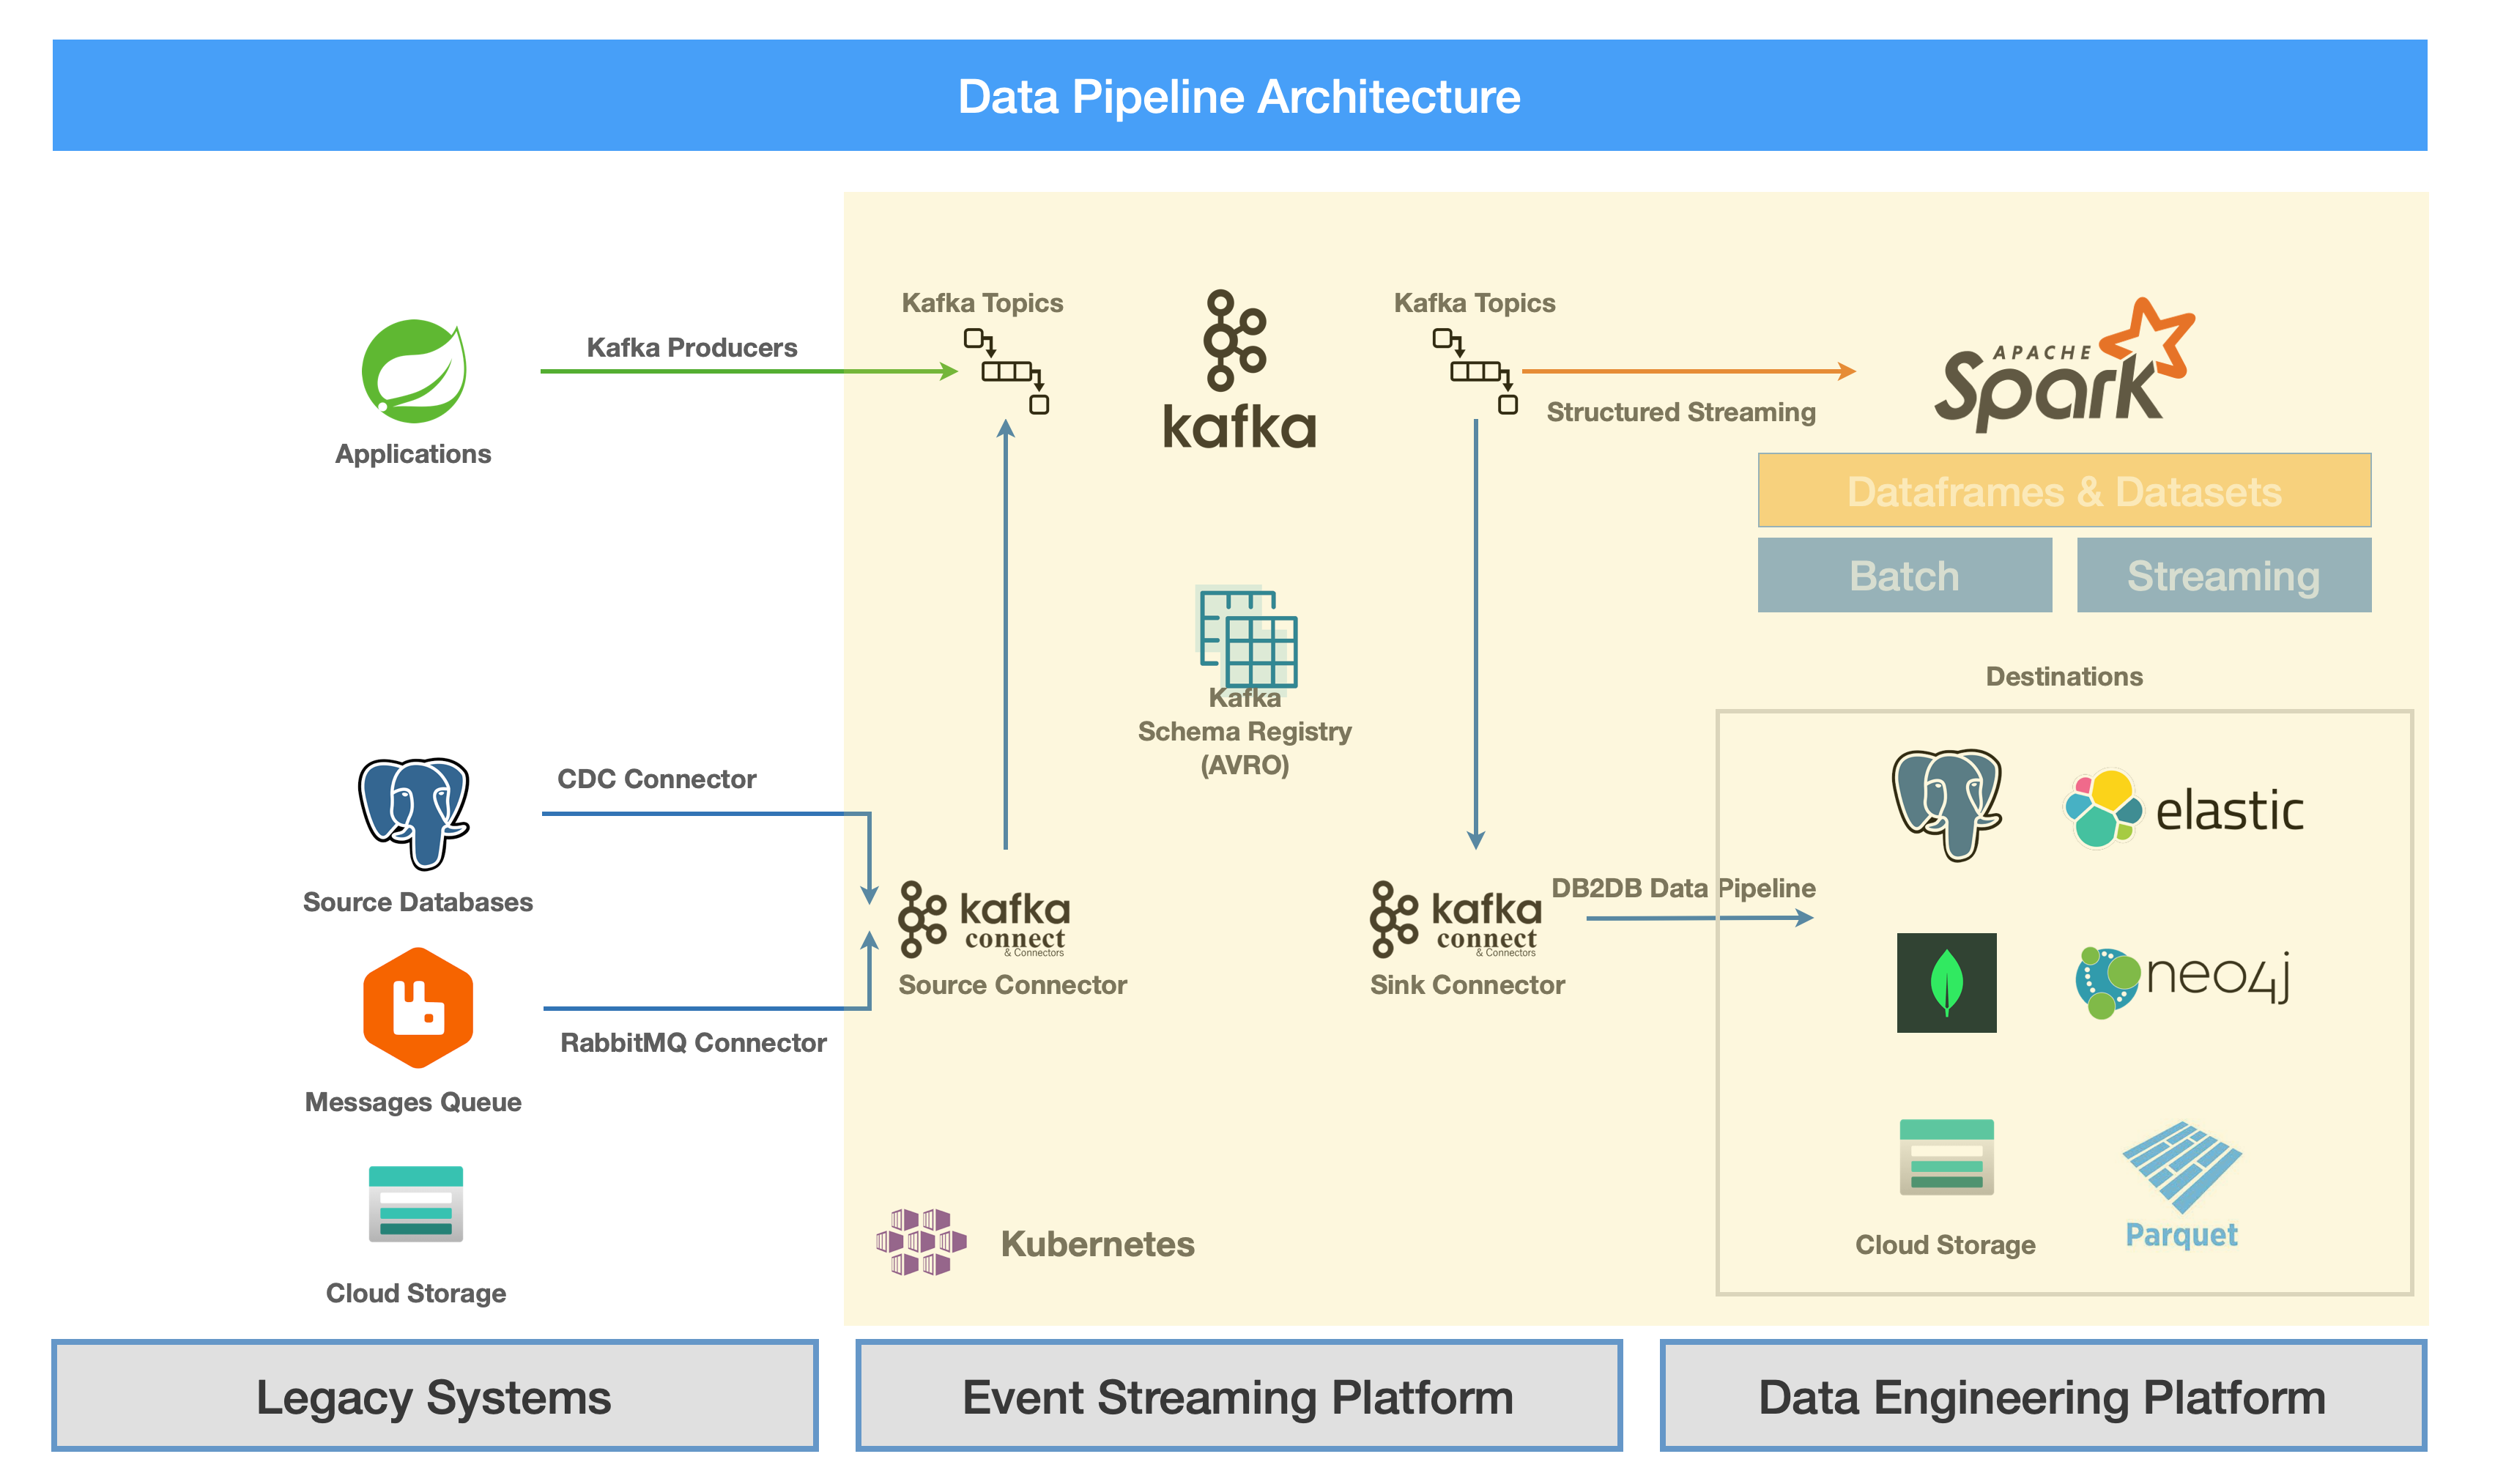 Data Pipeline Architecture
Kafka Topics
Kafka Topics
Kafka Producers
kafka
APACHE
Spark
Structured Streaming
Applications
Dataframes & Datasets
Batch
Streaming
Kafka
Schema Registry
(AVRO)
Destinations
CDC Connector
elastic
Source Databases
kafka
connect
& Connectors
Source Connector
kafka
connect
& Connectors
Sink Connector
DB2DB Data Pipeline
neo4j
RabbitMQ Connector
Messages Queue
Cloud Storage
Kubernetes
Cloud Storage
Parquet
Legacy Systems
Event Streaming Platform
Data Engineering Platform